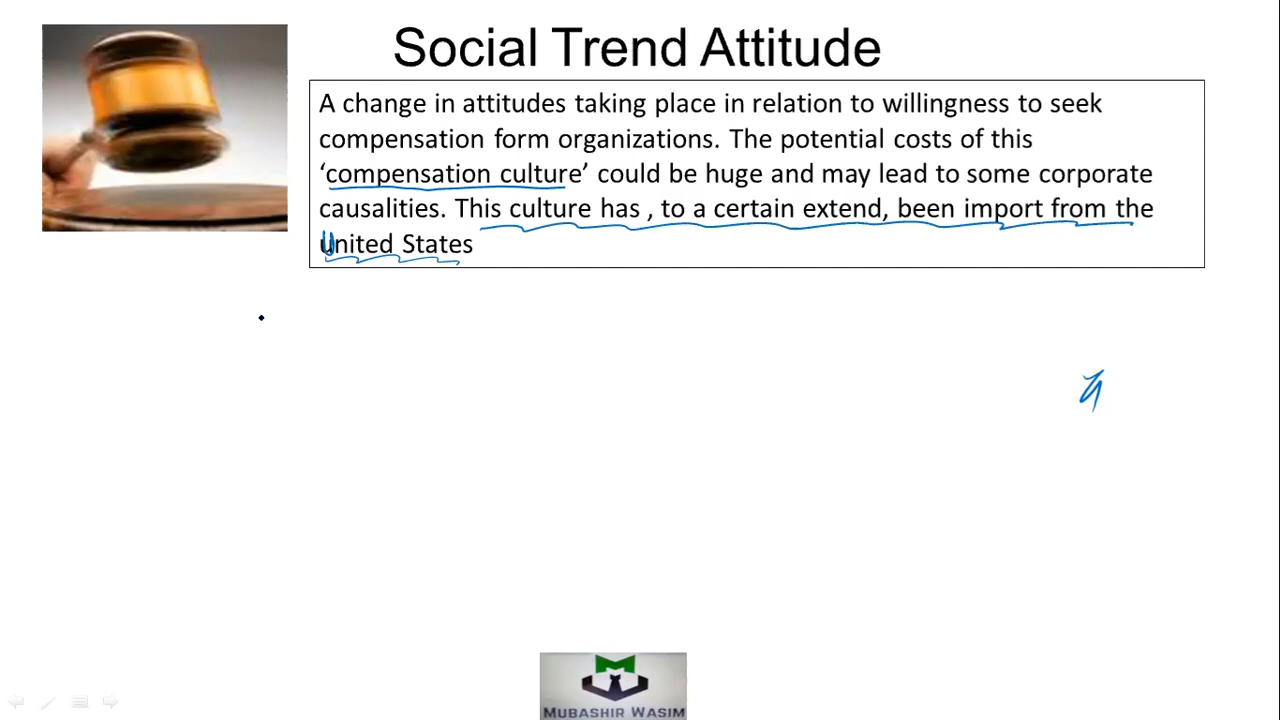 Social Trend Attitude
A change in attitudes taking place in relation to willingness to seek
compensation form organizations. The potential costs of this
‘compensation culture’ could be huge and may lead to some corporate
causalities. This culture has , to a certain extend, been import from the
United States
MUBASHIR WASIM